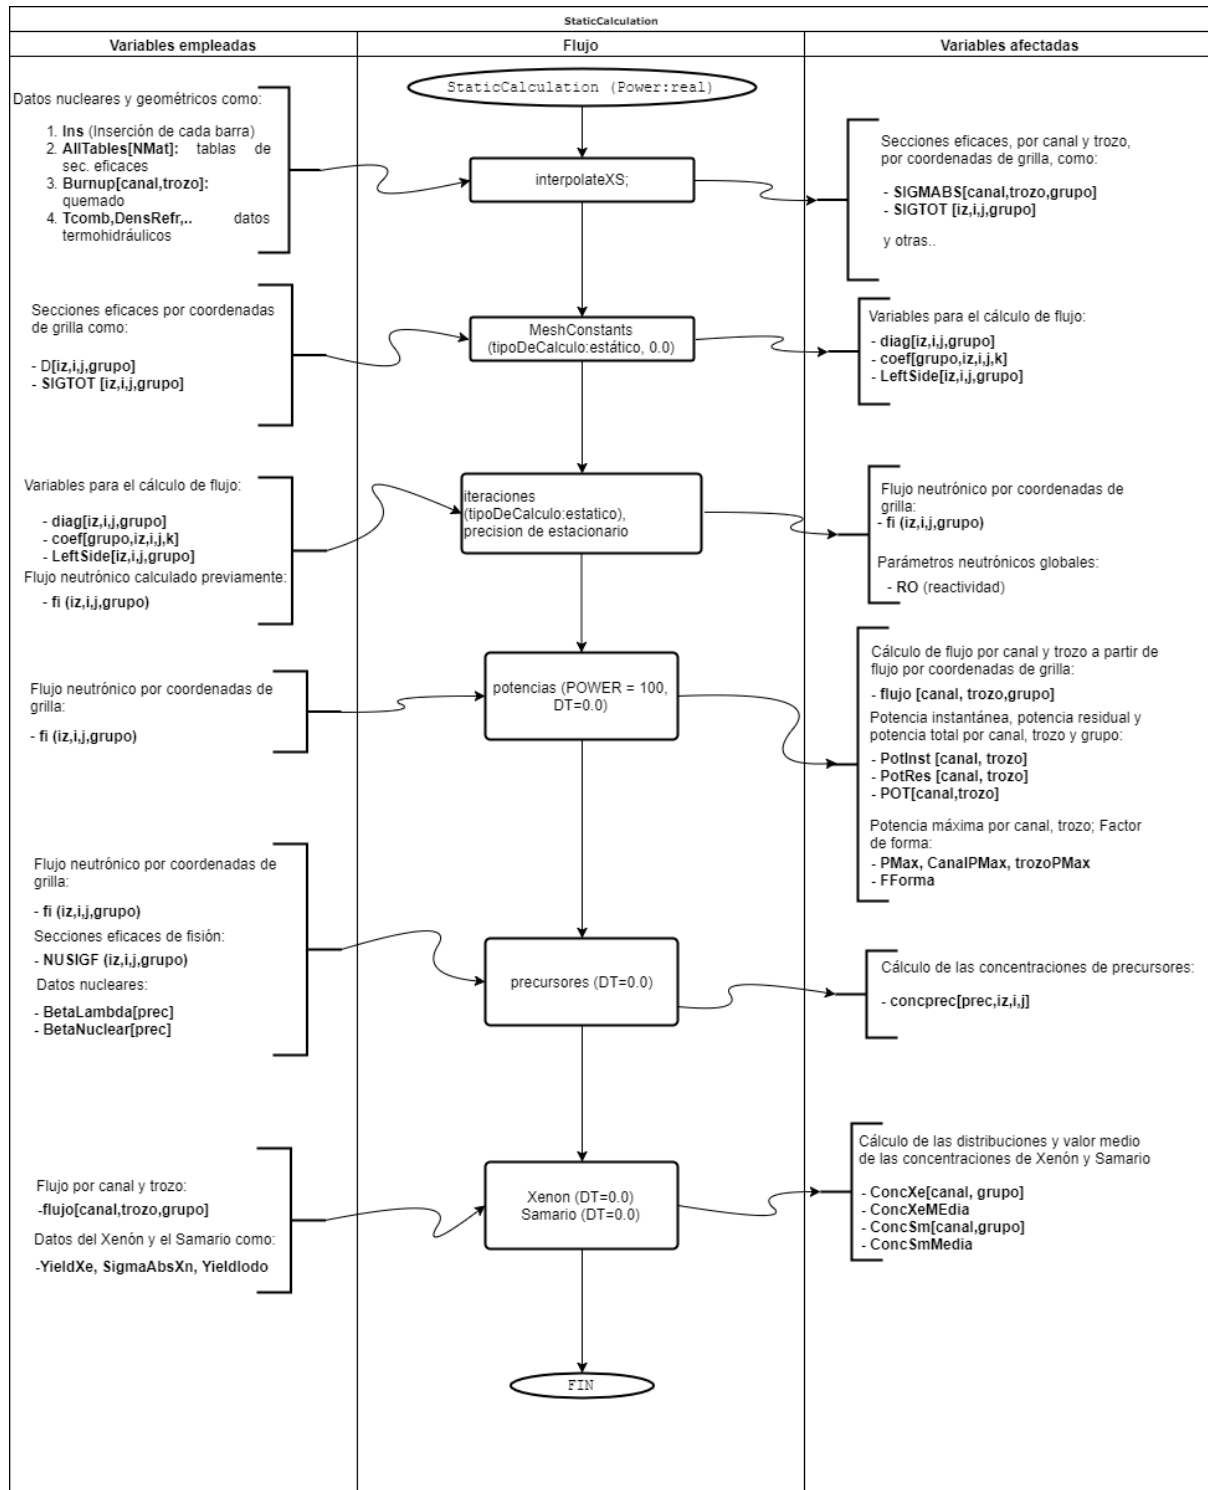 StaticCalculation
Variables empleadas
Flujo
Variables afectadas
StaticCalculation (Power:real)
Datos nucleares y geométricos como:
1. Ins (Inserción de cada barra)
2. AllTables[NMat]: tablas de
sec. eficaces
3. Burnup[canal,trozo]:
quemado
4. Tcomb,DensRefr,.. datos
termohidráulicos
interpolateXS;
Secciones eficaces, por canal y trozo,
por coordenadas de grilla, como:
- SIGMABS[canal,trozo,grupo]
- SIGTOT [iz,i,j,grupo]
y otras..
Secciones eficaces por coordenadas
de grilla como:
- D[iz,i,j,grupo]
- SIGTOT [iz,i,j,grupo]
MeshConstants
(tipoDeCalculo:estático, 0.0)
Variables para el cálculo de flujo:
- diag[iz,i,j,grupo]
- coef[grupo,iz,i,j,k]
- LeftSide[iz,i,j,grupo]
Variables para el cálculo de flujo:
- diag[iz,i,j,grupo]
- coef[grupo,iz,i,j,k]
- LeftSide[iz,i,j,grupo]
Flujo neutrónico calculado previamente:
- fi (iz,i,j,grupo)
iteraciones
(tipoDeCalculo:estatico),
precision de estacionario
Flujo neutrónico por coordenadas de
grilla:
- fi (iz,i,j,grupo)
Parámetros neutrónicos globales:
- RO (reactividad)
Flujo neutrónico por coordenadas de
grilla:
- fi (iz,i,j,grupo)
potencias (POWER = 100,
DT=0.0)
Cálculo de flujo por canal y trozo a partir de
flujo por coordenadas de grilla:
- flujo [canal, trozo,grupo]
Potencia instantánea, potencia residual y
potencia total por canal, trozo y grupo:
- PotInst [canal, trozo]
- PotRes [canal, trozo]
- POT[canal,trozo]
Potencia máxima por canal, trozo; Factor
de forma:
- PMax, CanalPMax, trozoPMax
- FForma
Flujo neutrónico por coordenadas de
grilla:
- fi (iz,i,j,grupo)
Secciones eficaces de fisión:
- NUSIGF (iz,i,j,grupo)
Datos nucleares:
- BetaLambda[prec]
- BetaNuclear[prec]
precursores (DT=0.0)
Cálculo de las concentraciones de precursores:
- concprec[prec,iz,i,j]
Flujo por canal y trozo:
-flujo[canal,trozo,grupo]
Datos del Xenón y el Samario como:
-YieldXe, SigmaAbsXn, YieldIodo
Xenon (DT=0.0)
Samario (DT=0.0)
Cálculo de las distribuciones y valor medio
de las concentraciones de Xenón y Samario
- ConcXe[canal, grupo]
- ConcXeMEdia
- ConcSm[canal,grupo]
- ConcSmMedia
FIN